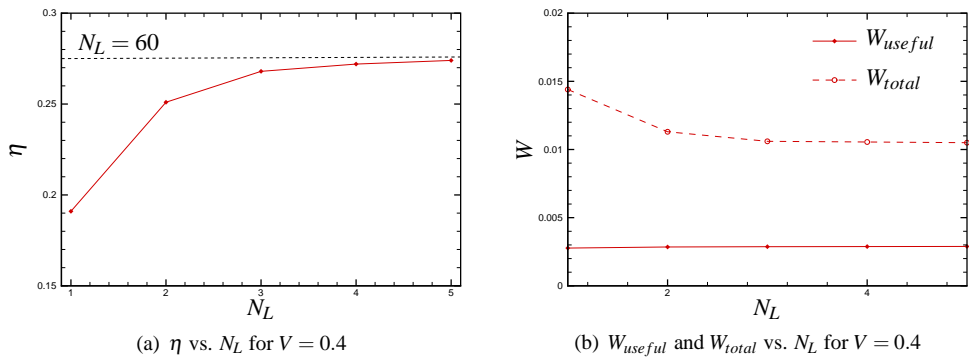 0.3
N_L = 60
0.25
η
0.2
0.15
1
2
3
4
5
N_L
(a) η vs. N_L for V = 0.4
0.02
W_useful
W_total
0.015
W
0.01
0.005
0
2
4
N_L
(b) W_useful and W_total vs. N_L for V = 0.4